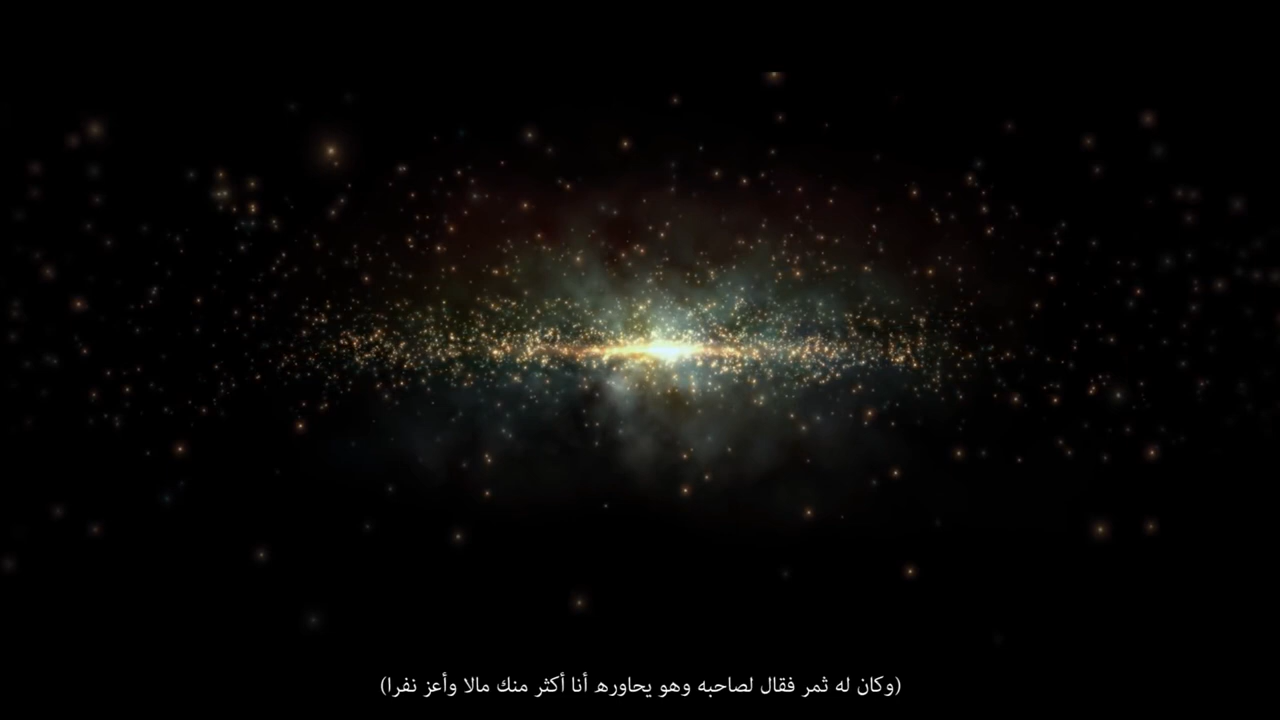 (وكان له ثمر فقال لصاحبه وهو يحاوره أنا أكثر منك مالا وأعز نفرا)